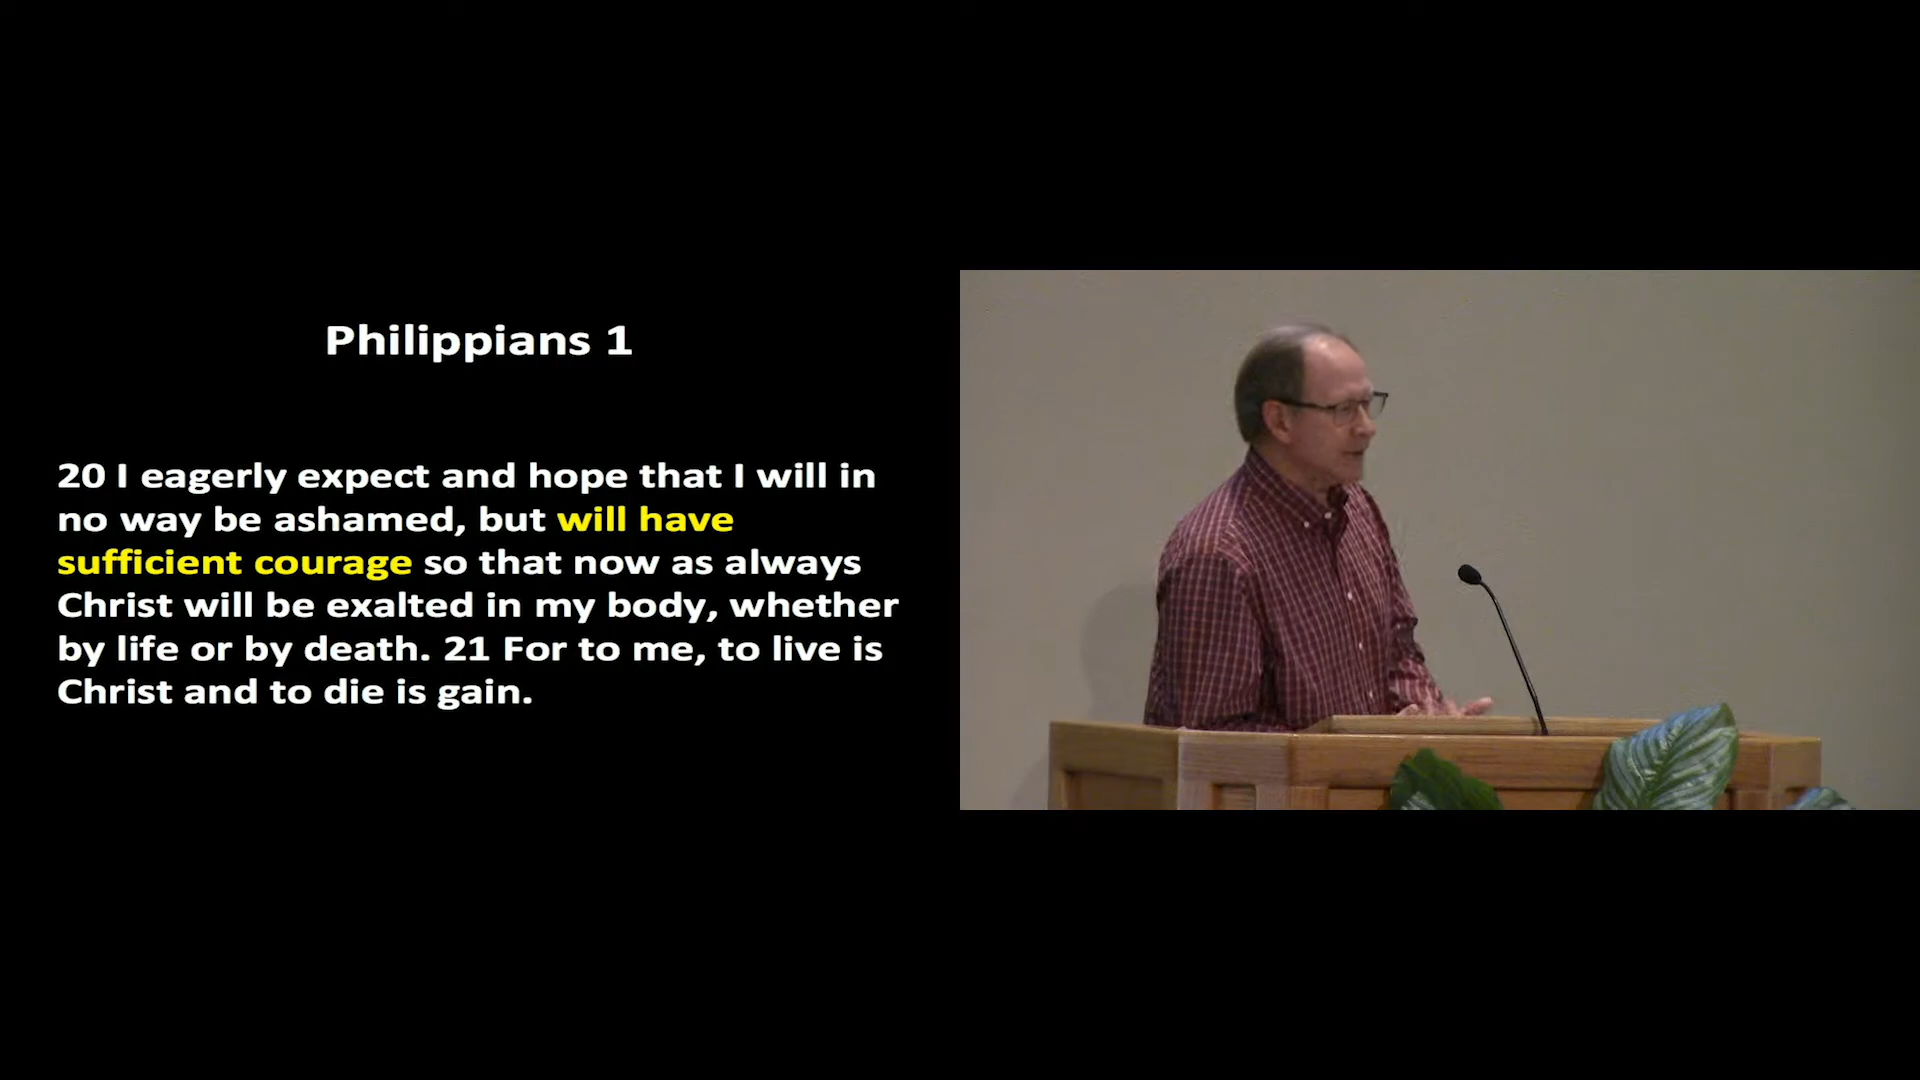 Philippians 1
20 I eagerly expect and hope that I will in
no way be ashamed, but will have
sufficient courage so that now as always
Christ will be exalted in my body, whether
by life or by death. 21 For to me, to live is
Christ and to die is gain.